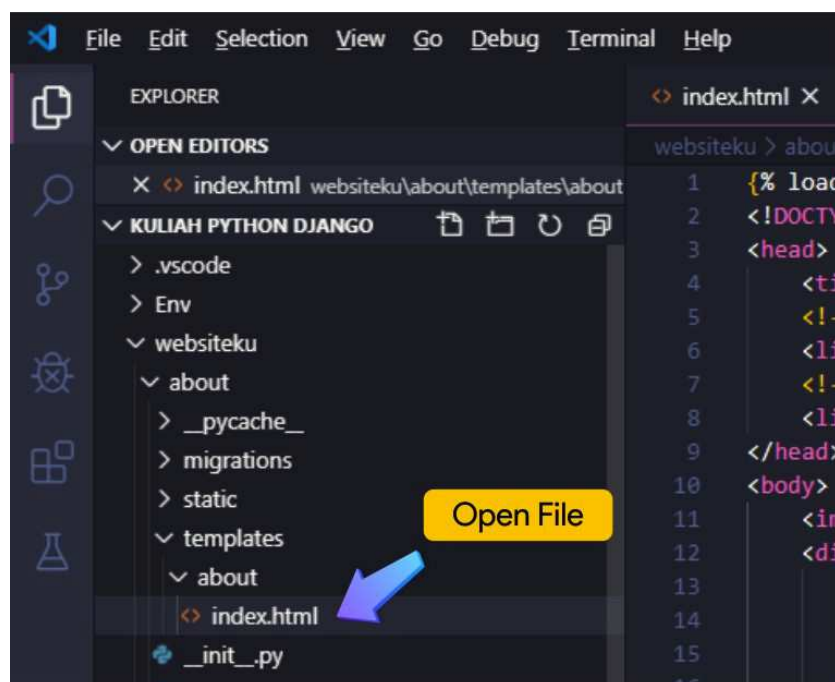 File Edit Selection View Go Debug Terminal Help
EXPLORER
OPEN EDITORS
index.html websiteku\about\templates\about
KULIAH PYTHON DJANGO
.vscode
Env
websiteku
about
__pycache__
migrations
static
templates
about
index.html
__init__.py
Open File
index.html
websiteku > abou
1 {% load
2 <!DOCTY
3 <head>
4 <ti
5 <!-
6 <li
7 <!-
8 <li
9 </head>
10 <body>
11 <in
12 <di
13
14
15